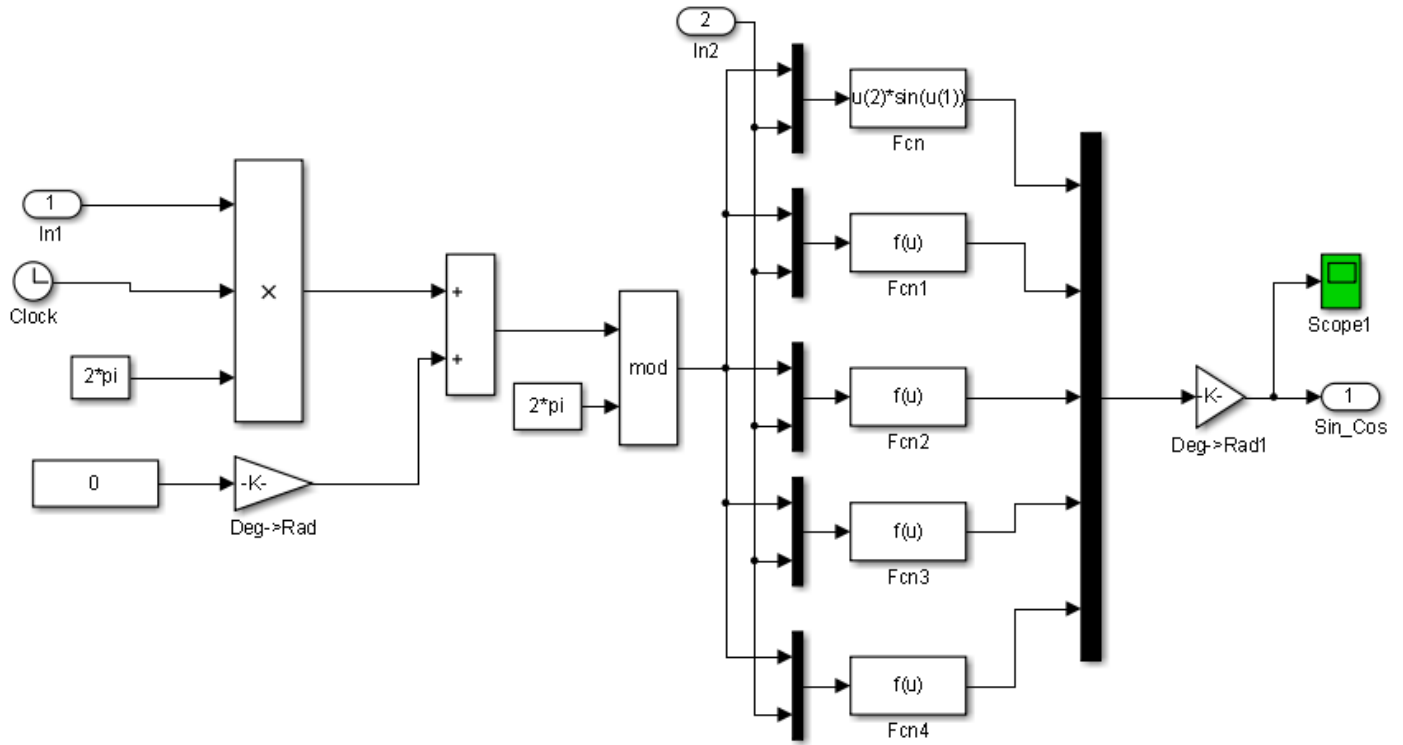 2
In2
u(2)*sin(u(1))
Fcn
1
In1
×
Clock
+
+
f(u)
Fcn1
Scope1
2*pi
mod
2*pi
f(u)
Fcn2
-K-
Deg->Rad1
1
Sin_Cos
0
-K-
Deg->Rad
f(u)
Fcn3
f(u)
Fcn4